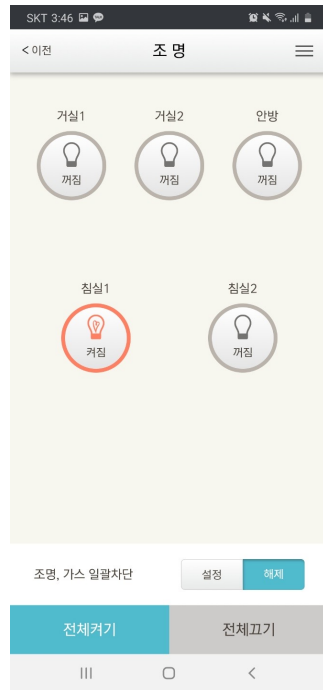 SKT 3:46
< 이전 조 명
거실1 거실2 안방
꺼짐 꺼짐 꺼짐
침실1 침실2
켜짐 꺼짐
조명, 가스 일괄차단 설정 해제
전체켜기 전체끄기